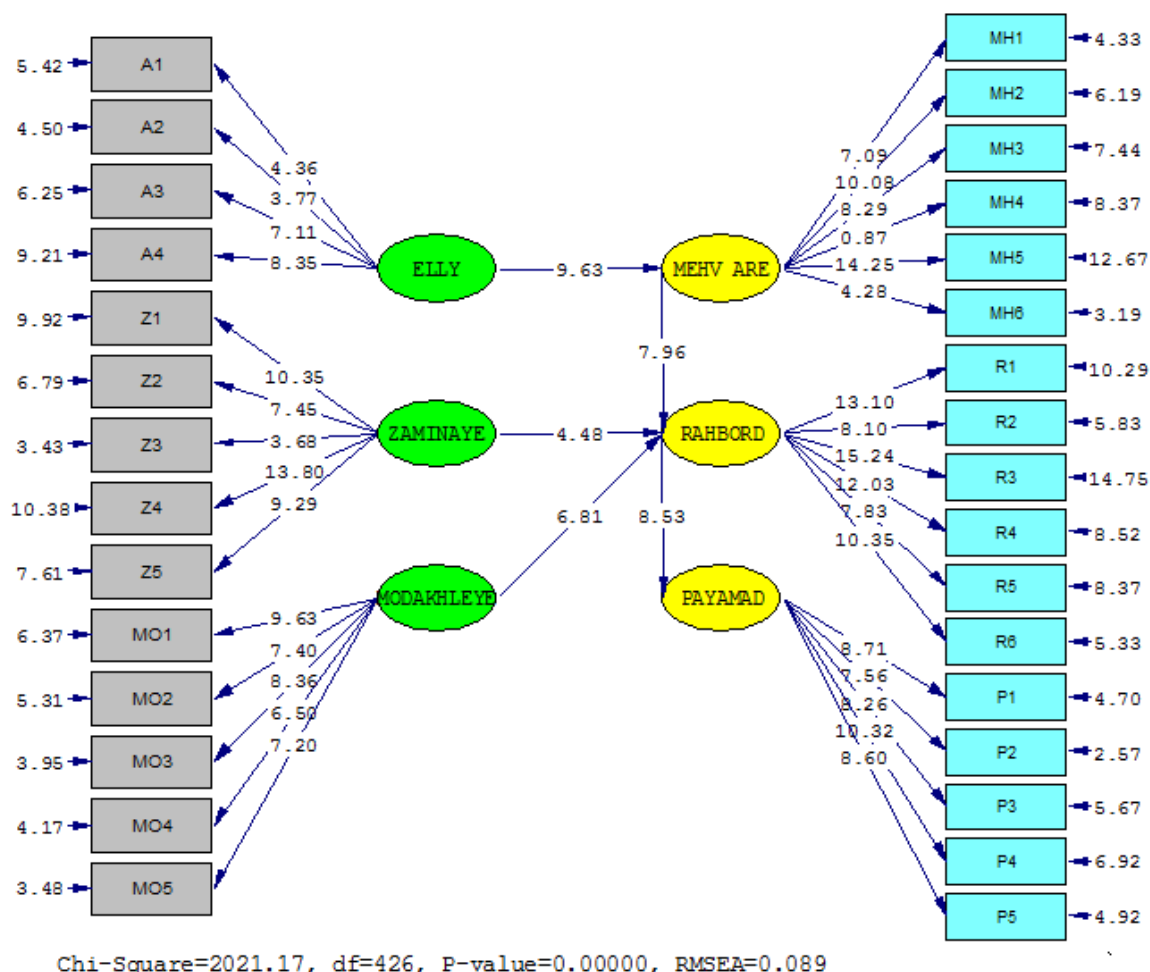 5.42 A1
4.50 A2
6.25 A3
9.21 A4
9.92 Z1
6.79 Z2
3.43 Z3
10.38 Z4
7.61 Z5
6.37 MO1
5.31 MO2
3.95 MO3
4.17 MO4
3.48 MO5
4.36
3.77
7.11
8.35
10.35
7.45
3.68
13.80
9.29
9.63
7.40
8.36
6.50
7.20
ELLY
ZAMINAYE
MODAKHLEYE
9.63
4.48
6.81
7.96
8.53
MEHV ARE
RAHBORD
PAYAMAD
7.09
10.08
8.29
0.87
14.25
4.28
13.10
8.10
15.24
12.03
7.83
10.35
8.71
7.56
8.26
10.32
8.60
MH1 4.33
MH2 6.19
MH3 7.44
MH4 8.37
MH5 12.67
MH6 3.19
R1 10.29
R2 5.83
R3 14.75
R4 8.52
R5 8.37
R6 5.33
P1 4.70
P2 2.57
P3 5.67
P4 6.92
P5 4.92
Chi-Square=2021.17, df=426, P-value=0.00000, RMSEA=0.089